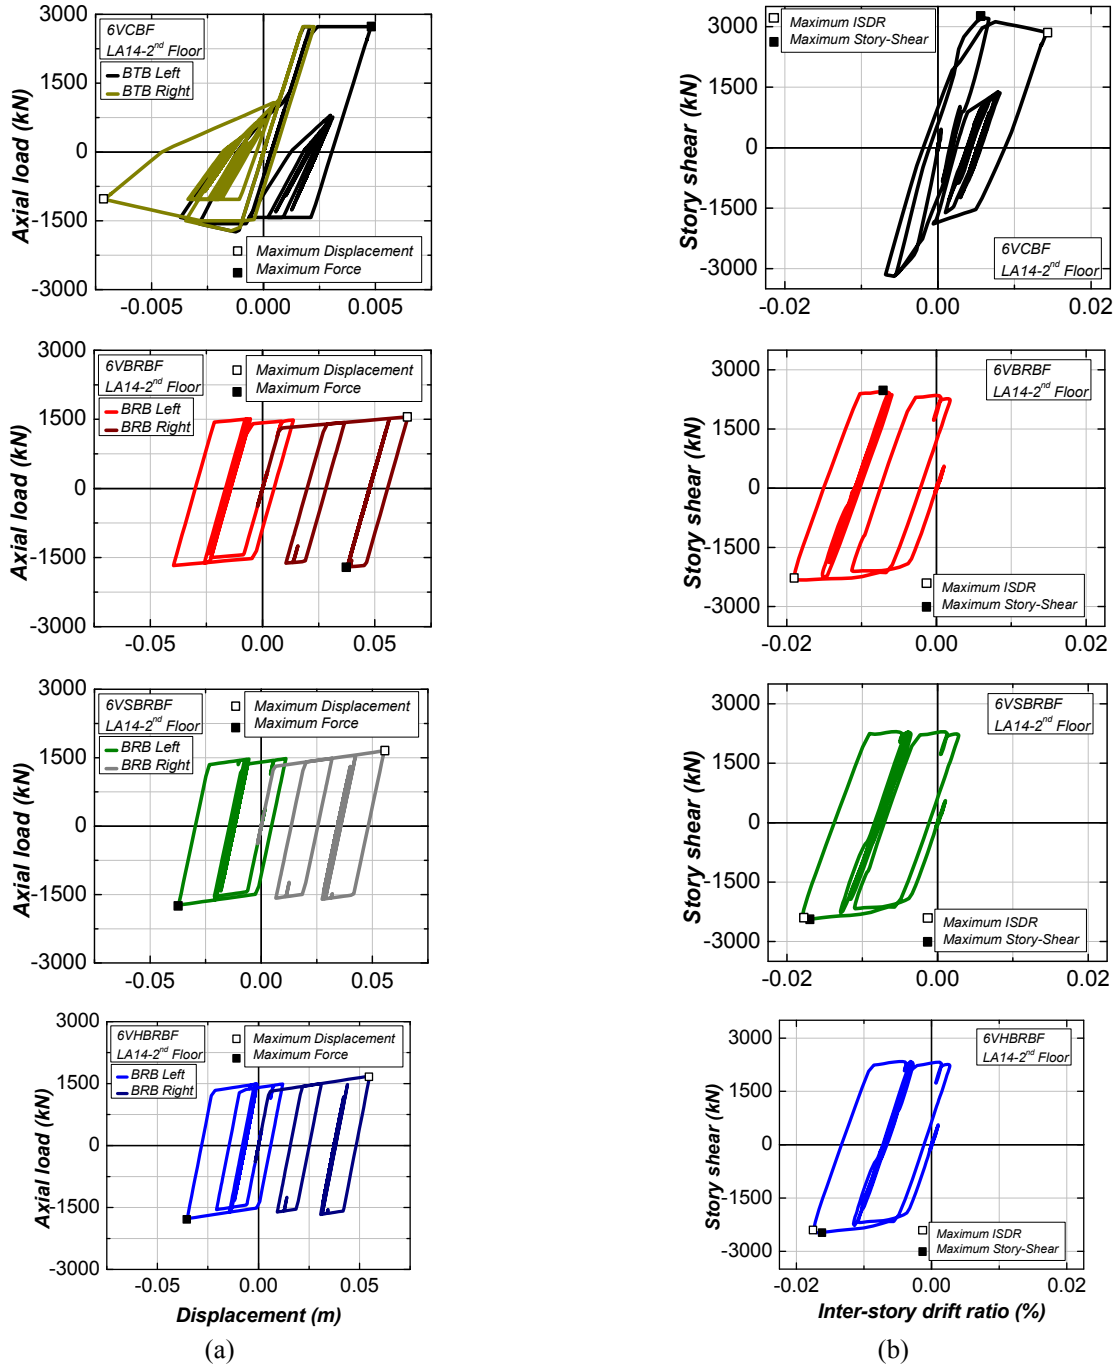 6VCBF
LA14-2nd Floor
BTB Left
BTB Right
Maximum Displacement
Maximum Force
3000
1500
0
-1500
-3000
-0.005
0.000
0.005
Axial load (kN)
Maximum ISDR
Maximum Story-Shear
6VCBF
LA14-2nd Floor
3000
1500
0
-1500
-3000
-0.02
0.00
0.02
Story shear (kN)
6VBRBF
LA14-2nd Floor
BRB Left
BRB Right
Maximum Displacement
Maximum Force
3000
1500
0
-1500
-3000
-0.05
0.00
0.05
Axial load (kN)
6VBRBF
LA14-2nd Floor
Maximum ISDR
Maximum Story-Shear
3000
1500
0
-1500
-3000
-0.02
0.00
0.02
Story shear (kN)
6VSBRBF
LA14-2nd Floor
BRB Left
BRB Right
Maximum Displacement
Maximum Force
3000
1500
0
-1500
-3000
-0.05
0.00
0.05
Axial load (kN)
6VSBRBF
LA14-2nd Floor
Maximum ISDR
Maximum Story-Shear
3000
1500
0
-1500
-3000
-0.02
0.00
0.02
Story shear (kN)
6VHBRBF
LA14-2nd Floor
BRB Left
BRB Right
Maximum Displacement
Maximum Force
3000
1500
0
-1500
-3000
-0.05
0.00
0.05
Axial load (kN)
Displacement (m)
6VHBRBF
LA14-2nd Floor
Maximum ISDR
Maximum Story-Shear
3000
1500
0
-1500
-3000
-0.02
0.00
0.02
Story shear (kN)
Inter-story drift ratio (%)
(a)
(b)